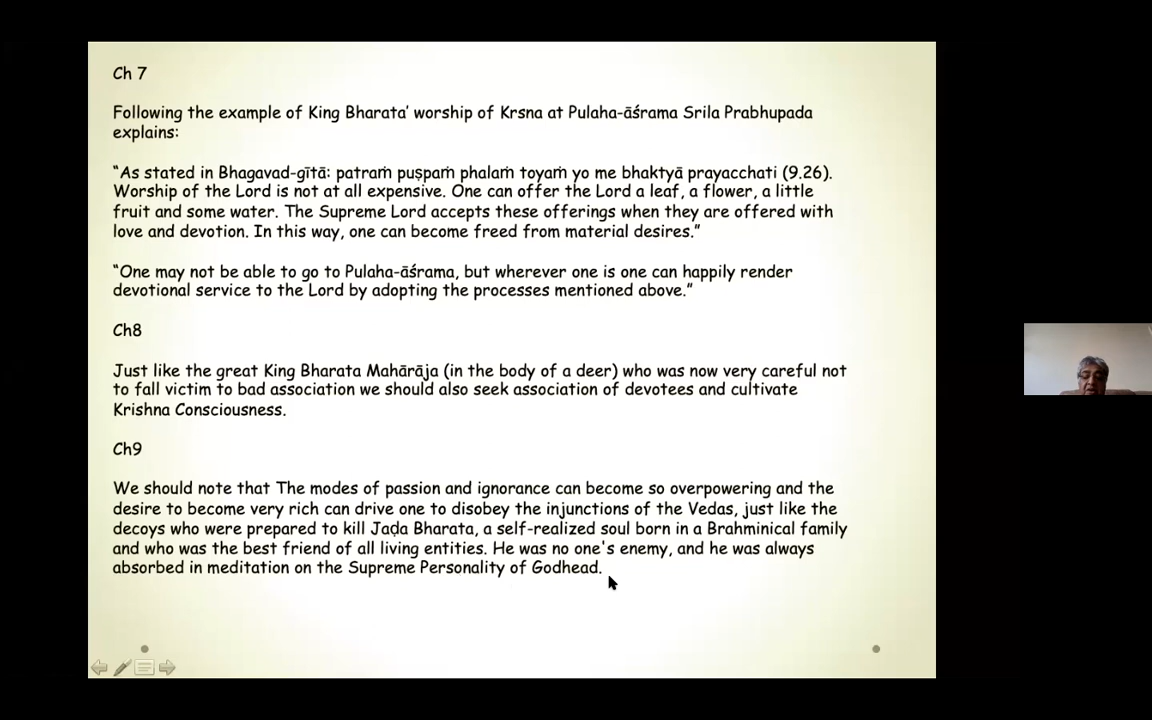 Ch 7
Following the example of King Bharata’ worship of Krsna at Pulaha-āśrama Srila Prabhupada
explains:
“As stated in Bhagavad-gītā: patraṁ puṣpaṁ phalaṁ toyaṁ yo me bhaktyā prayacchati (9.26).
Worship of the Lord is not at all expensive. One can offer the Lord a leaf, a flower, a little
fruit and some water. The Supreme Lord accepts these offerings when they are offered with
love and devotion. In this way, one can become freed from material desires.”
“One may not be able to go to Pulaha-āśrama, but wherever one is one can happily render
devotional service to the Lord by adopting the processes mentioned above.”
Ch8
Just like the great King Bharata Mahārāja (in the body of a deer) who was now very careful not
to fall victim to bad association we should also seek association of devotees and cultivate
Krishna Consciousness.
Ch9
We should note that The modes of passion and ignorance can become so overpowering and the
desire to become very rich can drive one to disobey the injunctions of the Vedas, just like the
decoys who were prepared to kill Jaḍa Bharata, a self-realized soul born in a Brahminical family
and who was the best friend of all living entities. He was no one's enemy, and he was always
absorbed in meditation on the Supreme Personality of Godhead.